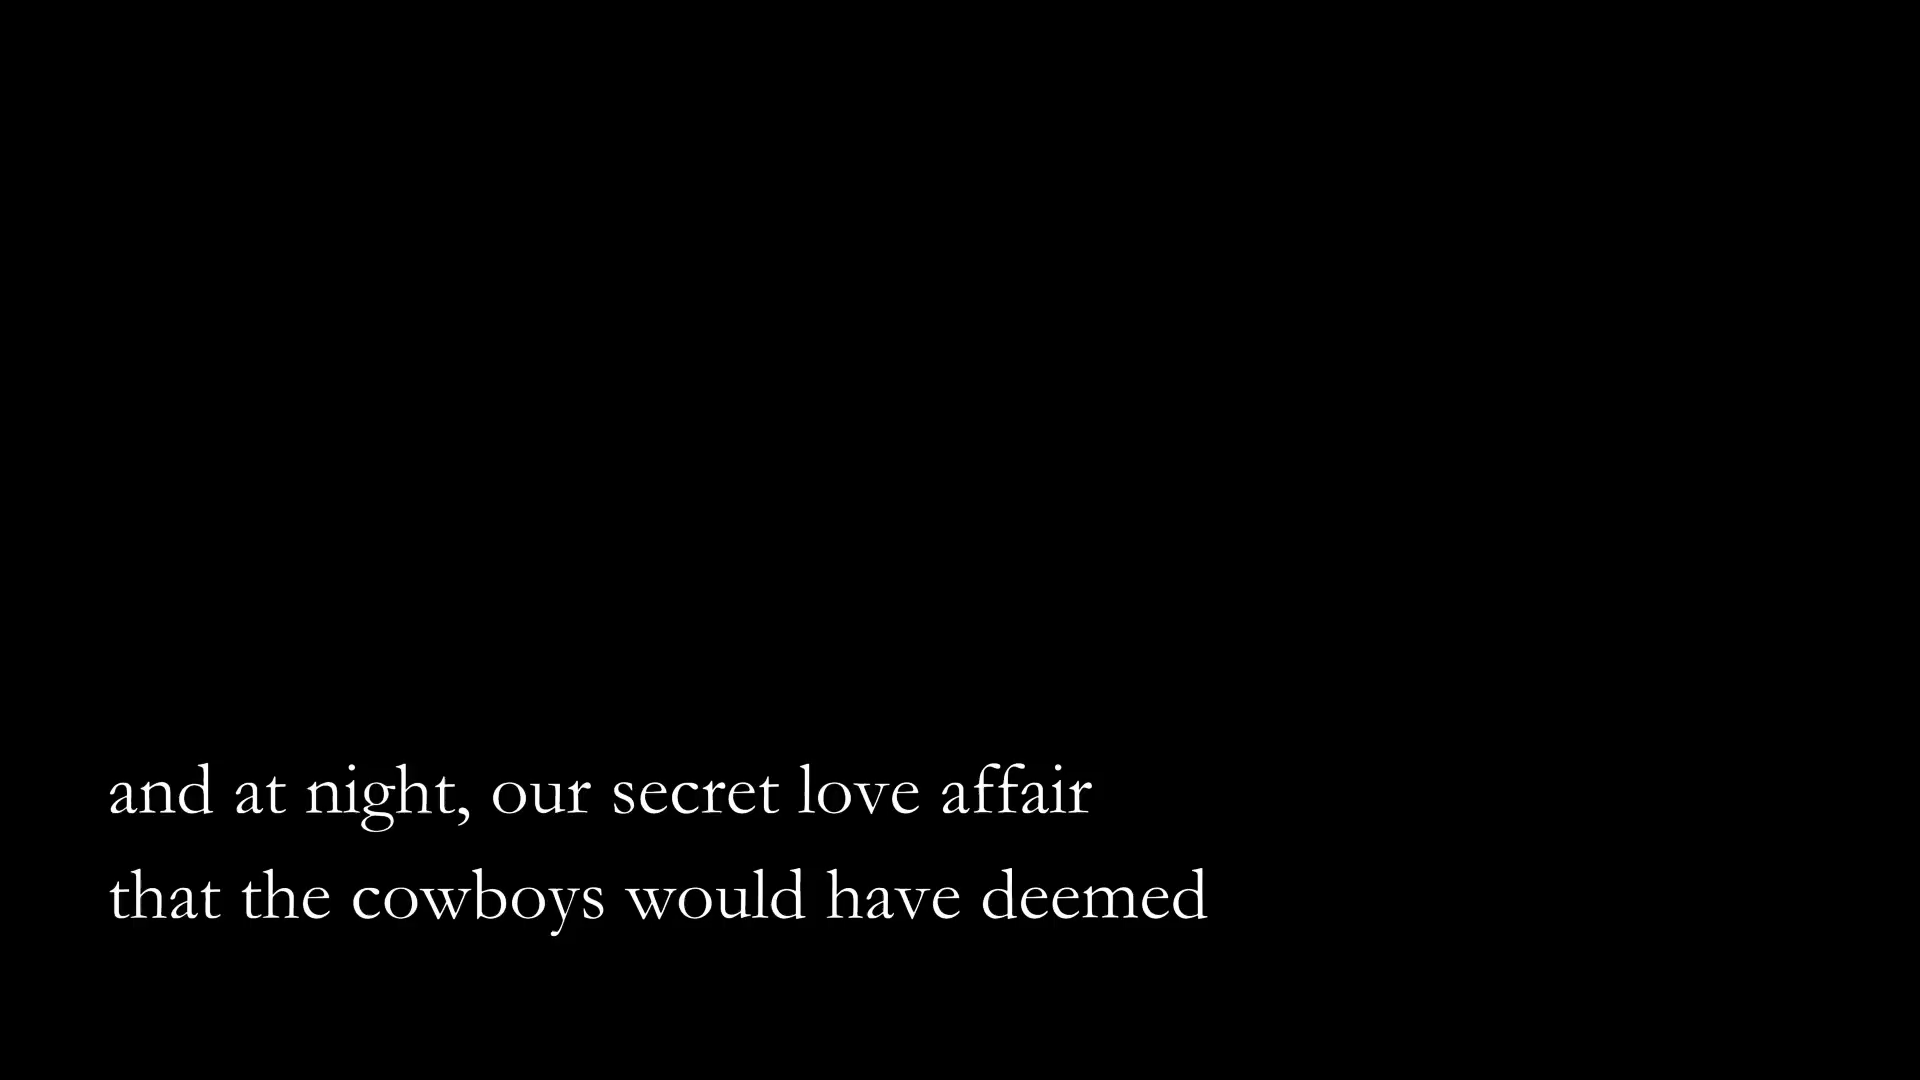 and at night, our secret love affair
that the cowboys would have deemed